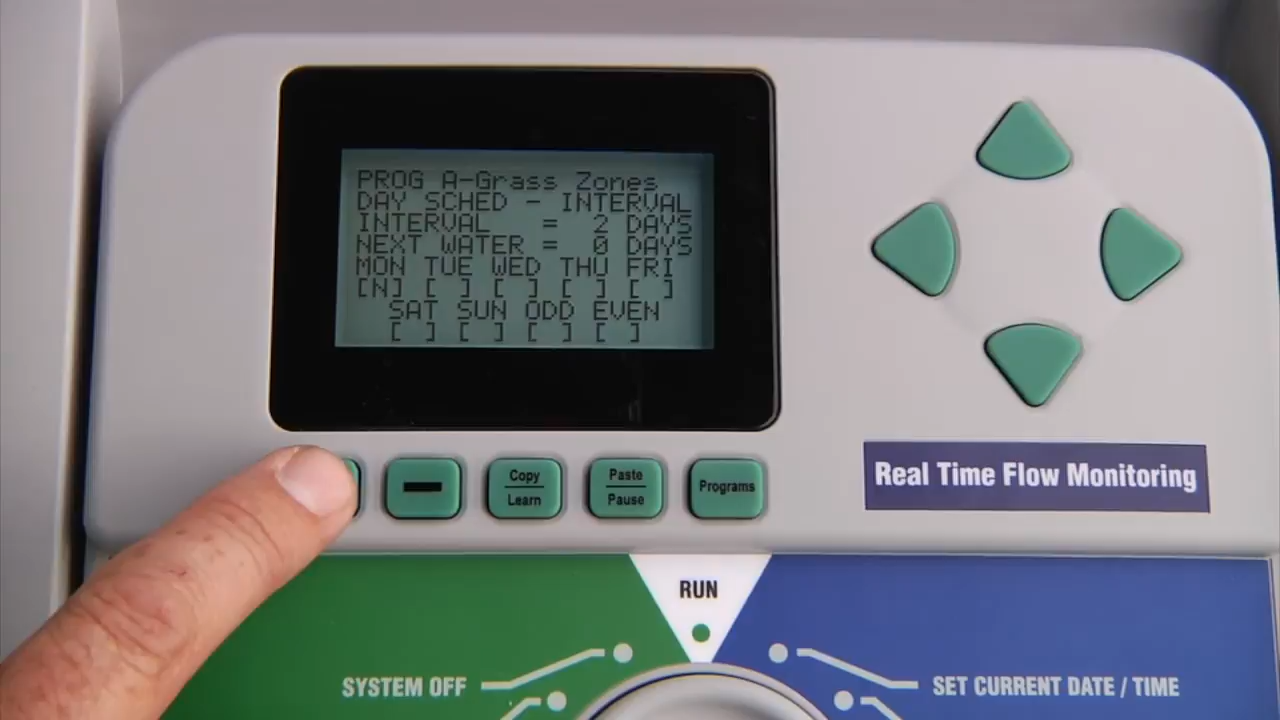 PROG A-Grass Zones
DAY SCHED - INTERVAL
INTERVAL = 2 DAYS
NEXT WATER = 0 DAYS
MON TUE WED THU FRI
[N] [ ] [ ] [ ] [ ]
SAT SUN ODD EVEN
[ ] [ ] [ ] [ ]
Copy
Learn
Paste
Pause
Programs
Real Time Flow Monitoring
RUN
SYSTEM OFF
SET CURRENT DATE / TIME